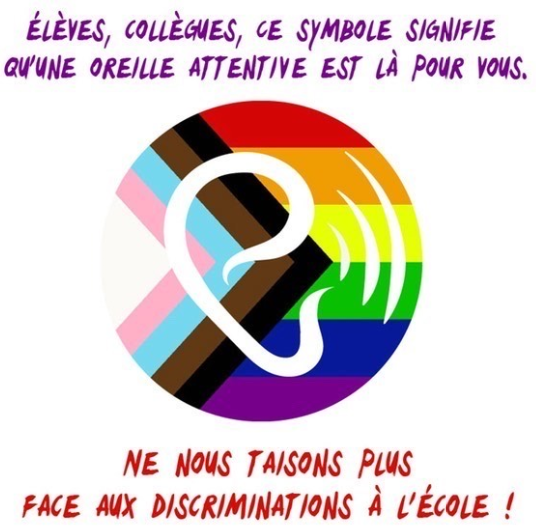 ÉLÈVES, COLLÈGUES, CE SYMBOLE SIGNIFIE
QU'UNE OREILLE ATTENTIVE EST LÀ POUR VOUS.
NE NOUS TAISONS PLUS
FACE AUX DISCRIMINATIONS À L'ÉCOLE !